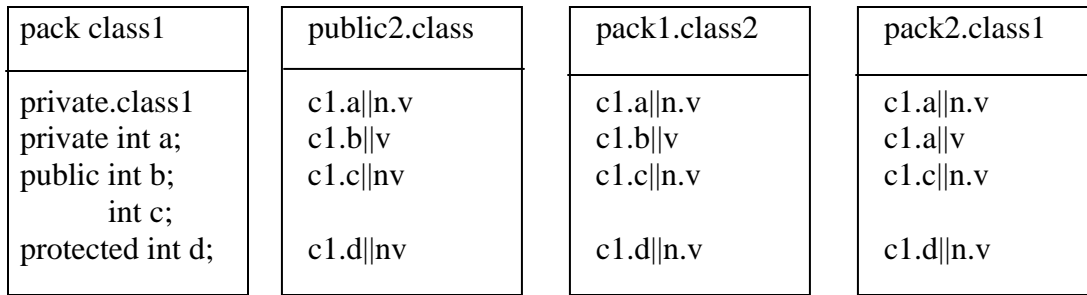 pack class1
private.class1
private int a;
public int b;
int c;
protected int d;
public2.class
c1.a||n.v
c1.b||v
c1.c||nv
c1.d||nv
pack1.class2
c1.a||n.v
c1.b||v
c1.c||n.v
c1.d||n.v
pack2.class1
c1.a||n.v
c1.a||v
c1.c||n.v
c1.d||n.v